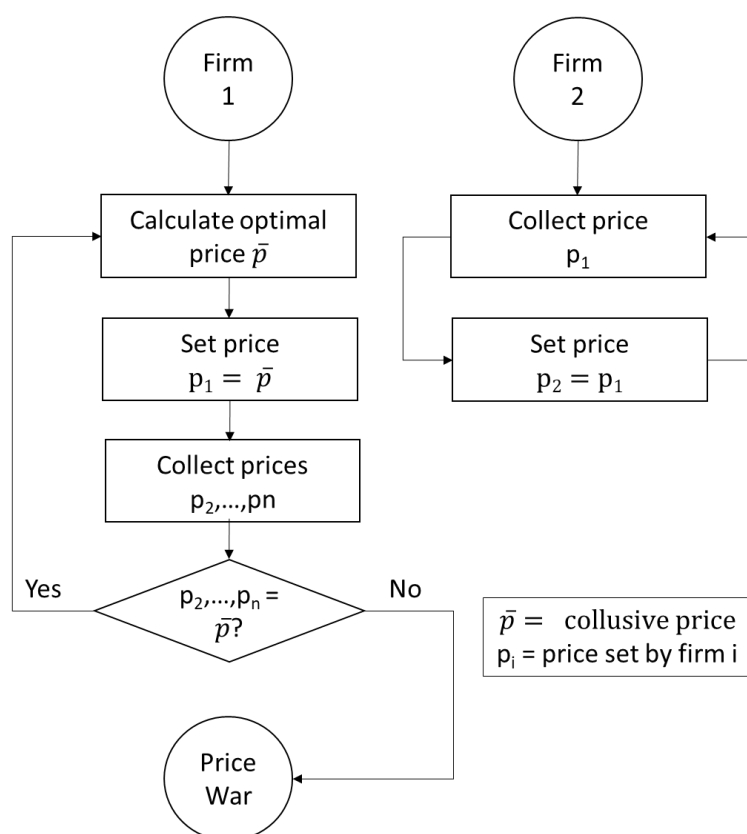 Firm
1
Firm
2
Calculate optimal
price p̄
Collect price
p₁
Set price
p₁ = p̄
Set price
p₂ = p₁
Collect prices
p₂,...,pn
Yes
p₂,...,pₙ =
p̄?
No
p̄ = collusive price
pᵢ = price set by firm i
Price
War